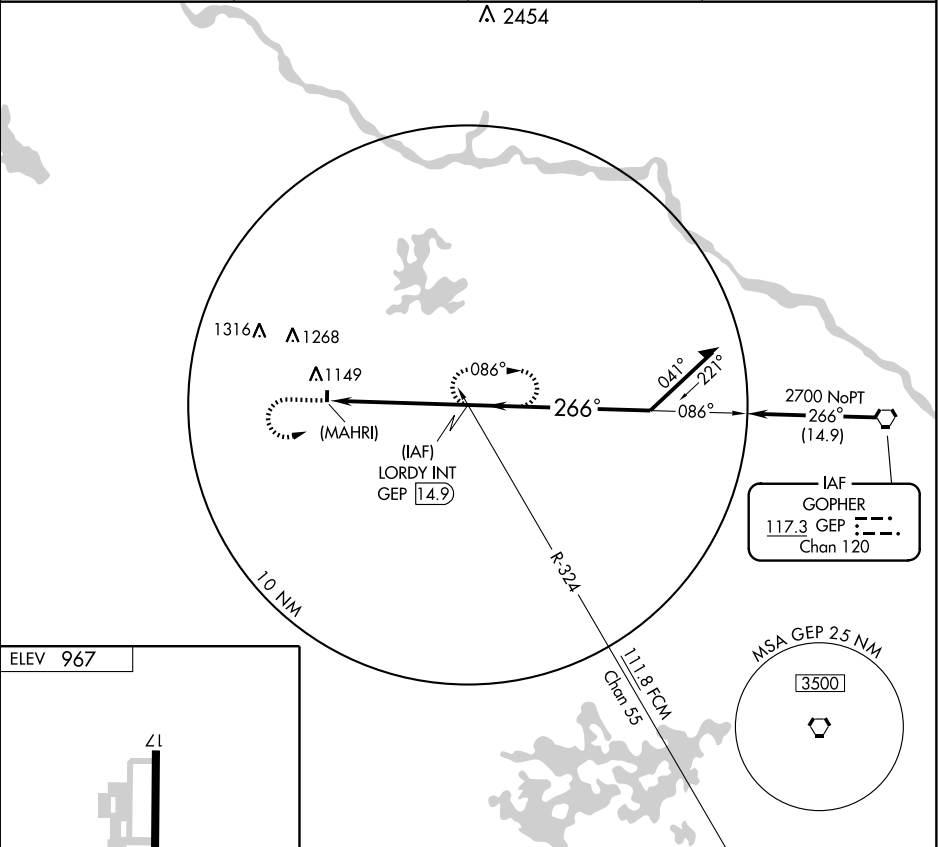 2454
1316
1268
1149
(MAHRI)
086°
266°
041°
221°
086°
2700 NoPT
266°
(14.9)
(IAF)
LORDY INT
GEP 14.9
IAF
GOPHER
117.3 GEP
Chan 120
R-324
10 NM
111.8 FCM
Chan 55
MSA GEP 25 NM
3500
ELEV 967
17